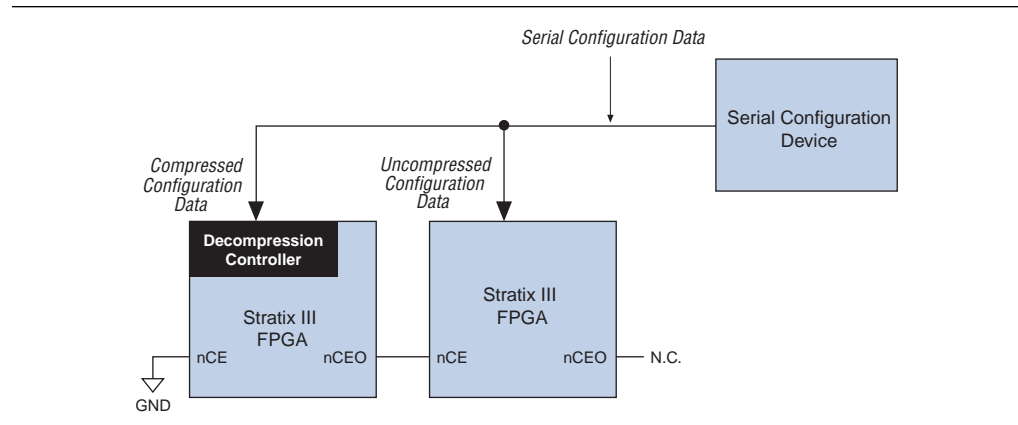 Serial Configuration Data
Serial Configuration
Device
Compressed
Configuration
Data
Uncompressed
Configuration
Data
Decompression
Controller
Stratix III
FPGA
Stratix III
FPGA
nCE
nCEO
nCE
nCEO
N.C.
GND